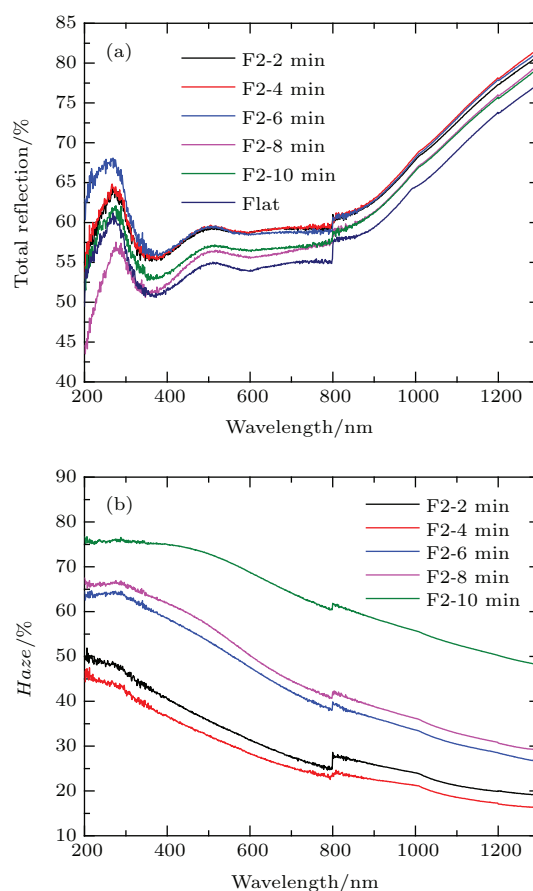 (a)
F2-2 min
F2-4 min
F2-6 min
F2-8 min
F2-10 min
Flat
Total reflection/%
85
80
75
70
65
60
55
50
45
40
200 400 600 800 1000 1200
Wavelength/nm
(b)
F2-2 min
F2-4 min
F2-6 min
F2-8 min
F2-10 min
Haze/%
90
80
70
60
50
40
30
20
10
200 400 600 800 1000 1200
Wavelength/nm